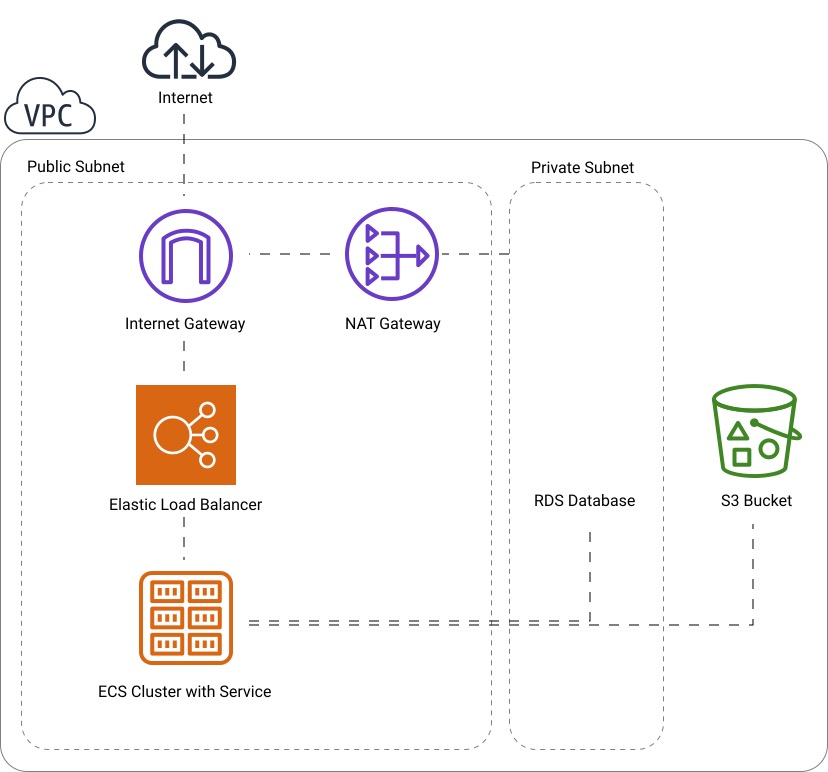 Internet
VPC
Public Subnet
Private Subnet
Internet Gateway
NAT Gateway
Elastic Load Balancer
RDS Database
S3 Bucket
ECS Cluster with Service